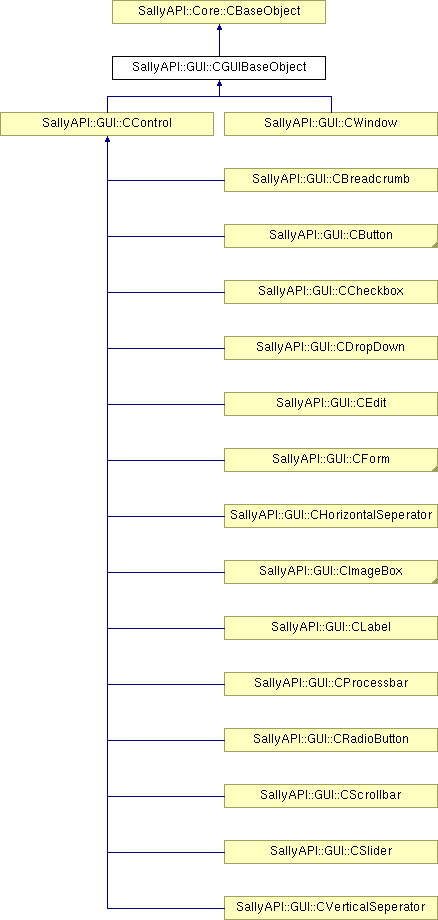 SallyAPI::Core::CBaseObject
SallyAPI::GUI::CGUIBaseObject
SallyAPI::GUI::CControl
SallyAPI::GUI::CWindow
SallyAPI::GUI::CBreadcrumb
SallyAPI::GUI::CButton
SallyAPI::GUI::CCheckbox
SallyAPI::GUI::CDropDown
SallyAPI::GUI::CEdit
SallyAPI::GUI::CForm
SallyAPI::GUI::CHorizontalSeperator
SallyAPI::GUI::CImageBox
SallyAPI::GUI::CLabel
SallyAPI::GUI::CProcessbar
SallyAPI::GUI::CRadioButton
SallyAPI::GUI::CScrollbar
SallyAPI::GUI::CSlider
SallyAPI::GUI::CVerticalSeperator